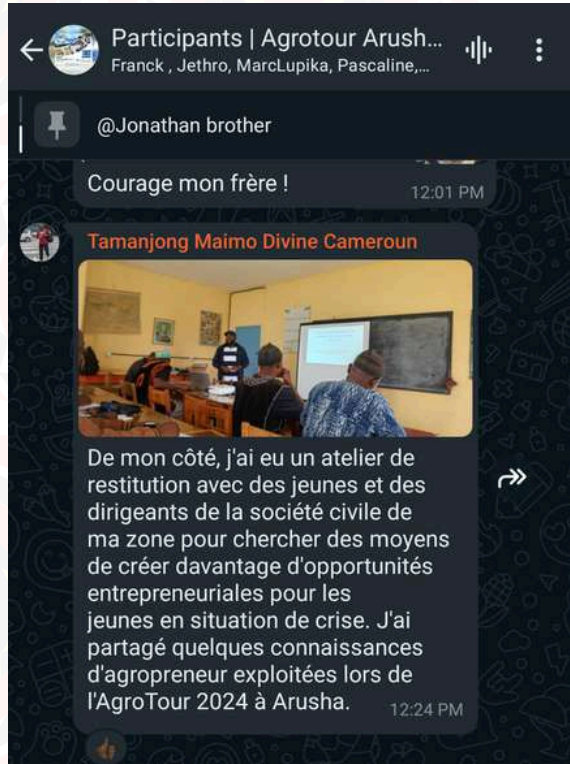 Participants | Agrotour Arush...
Franck , Jethro, MarcLupika, Pascaline,...
@Jonathan brother
Courage mon frère !
12:01 PM
Tamanjong Maimo Divine Cameroun
De mon côté, j'ai eu un atelier de
restitution avec des jeunes et des
dirigeants de la société civile de
ma zone pour chercher des moyens
de créer davantage d'opportunités
entrepreneuriales pour les
jeunes en situation de crise. J'ai
partagé quelques connaissances
d'agropreneur exploitées lors de
l'AgroTour 2024 à Arusha.
12:24 PM